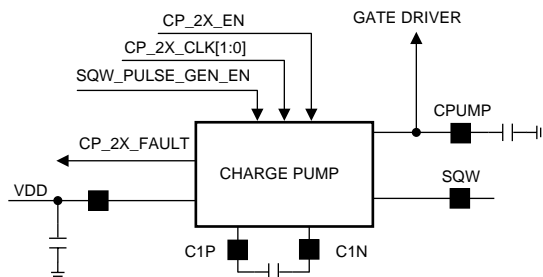 CP_2X_EN
GATE DRIVER
CP_2X_CLK[1:0]
SQW_PULSE_GEN_EN
CPUMP
CP_2X_FAULT
CHARGE PUMP
SQW
VDD
C1P
C1N